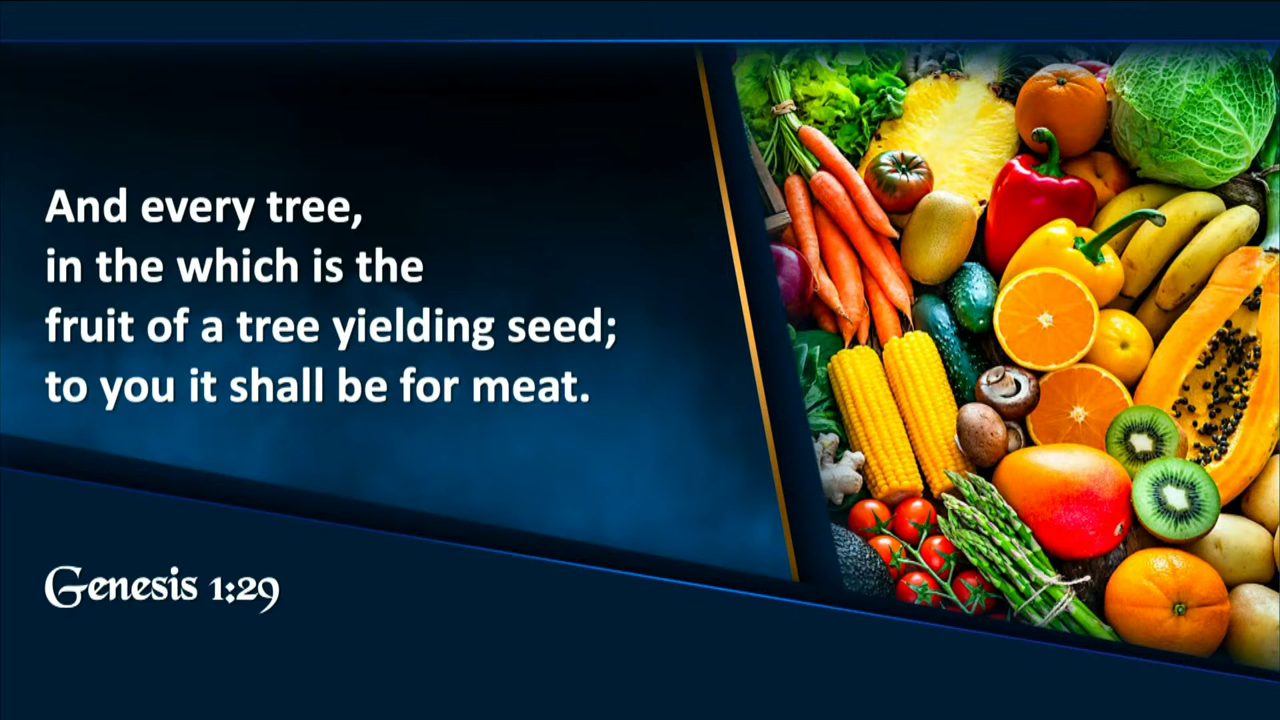 And every tree,
in the which is the
fruit of a tree yielding seed;
to you it shall be for meat.
Genesis 1:29